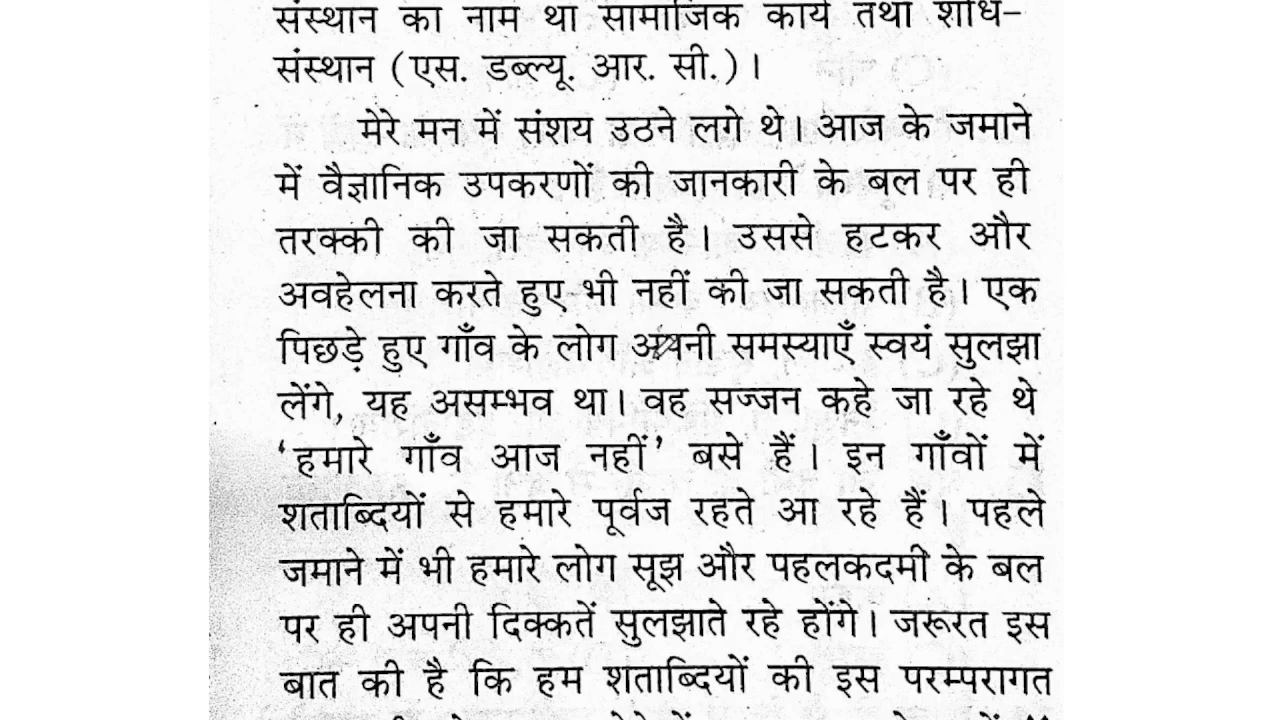 संस्थान का नाम था सामाजिक कार्य तथा शोध–
संस्थान (एस. डब्ल्यू. आर. सी.)।
मेरे मन में संशय उठने लगे थे। आज के जमाने
में वैज्ञानिक उपकरणों की जानकारी के बल पर ही
तरक्की की जा सकती है। उससे हटकर और
अवहेलना करते हुए भी नहीं की जा सकती है। एक
पिछड़े हुए गाँव के लोग अपनी समस्याएँ स्वयं सुलझा
लेंगे, यह असम्भव था। वह सज्जन कहे जा रहे थे
‘हमारे गाँव आज नहीं’ बसे हैं। इन गाँवों में
शताब्दियों से हमारे पूर्वज रहते आ रहे हैं। पहले
जमाने में भी हमारे लोग सूझ और पहलकदमी के बल
पर ही अपनी दिक्कतें सुलझाते रहे होंगे। जरूरत इस
बात की है कि हम शताब्दियों की इस परम्परागत